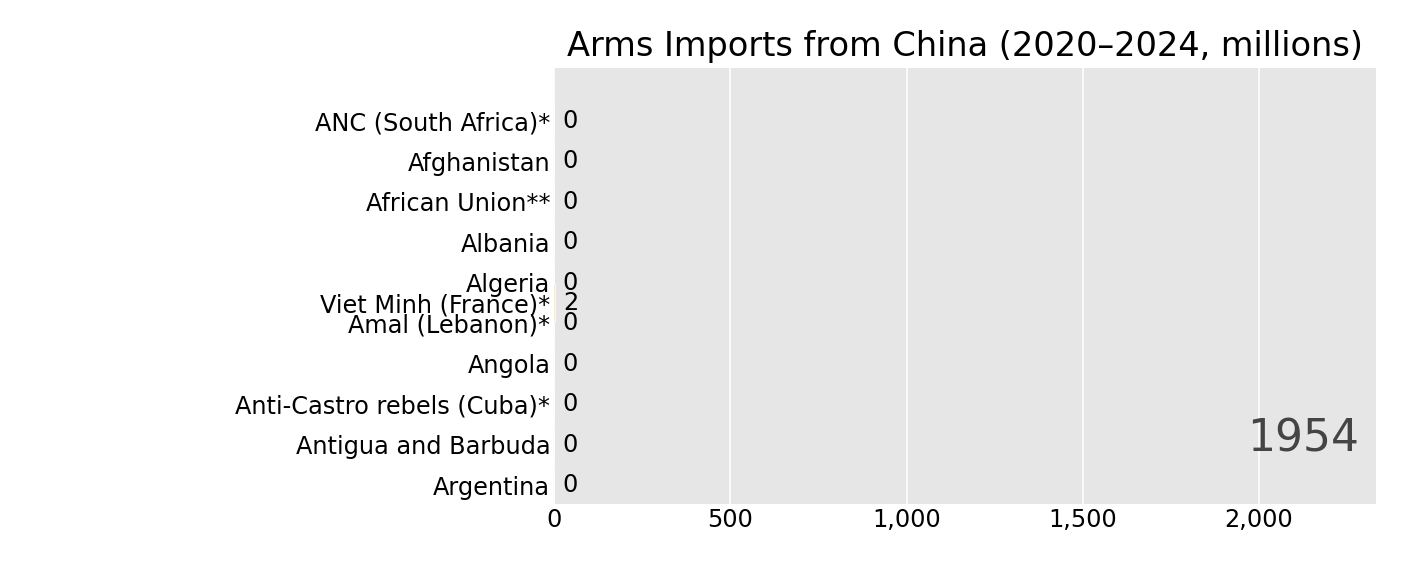 Arms Imports from China (2020–2024, millions)
ANC (South Africa)* 0
Afghanistan 0
African Union** 0
Albania 0
Algeria 0
Viet Minh (France)* 2
Amal (Lebanon)* 0
Angola 0
Anti-Castro rebels (Cuba)* 0
Antigua and Barbuda 0
1954
Argentina 0
0 500 1,000 1,500 2,000